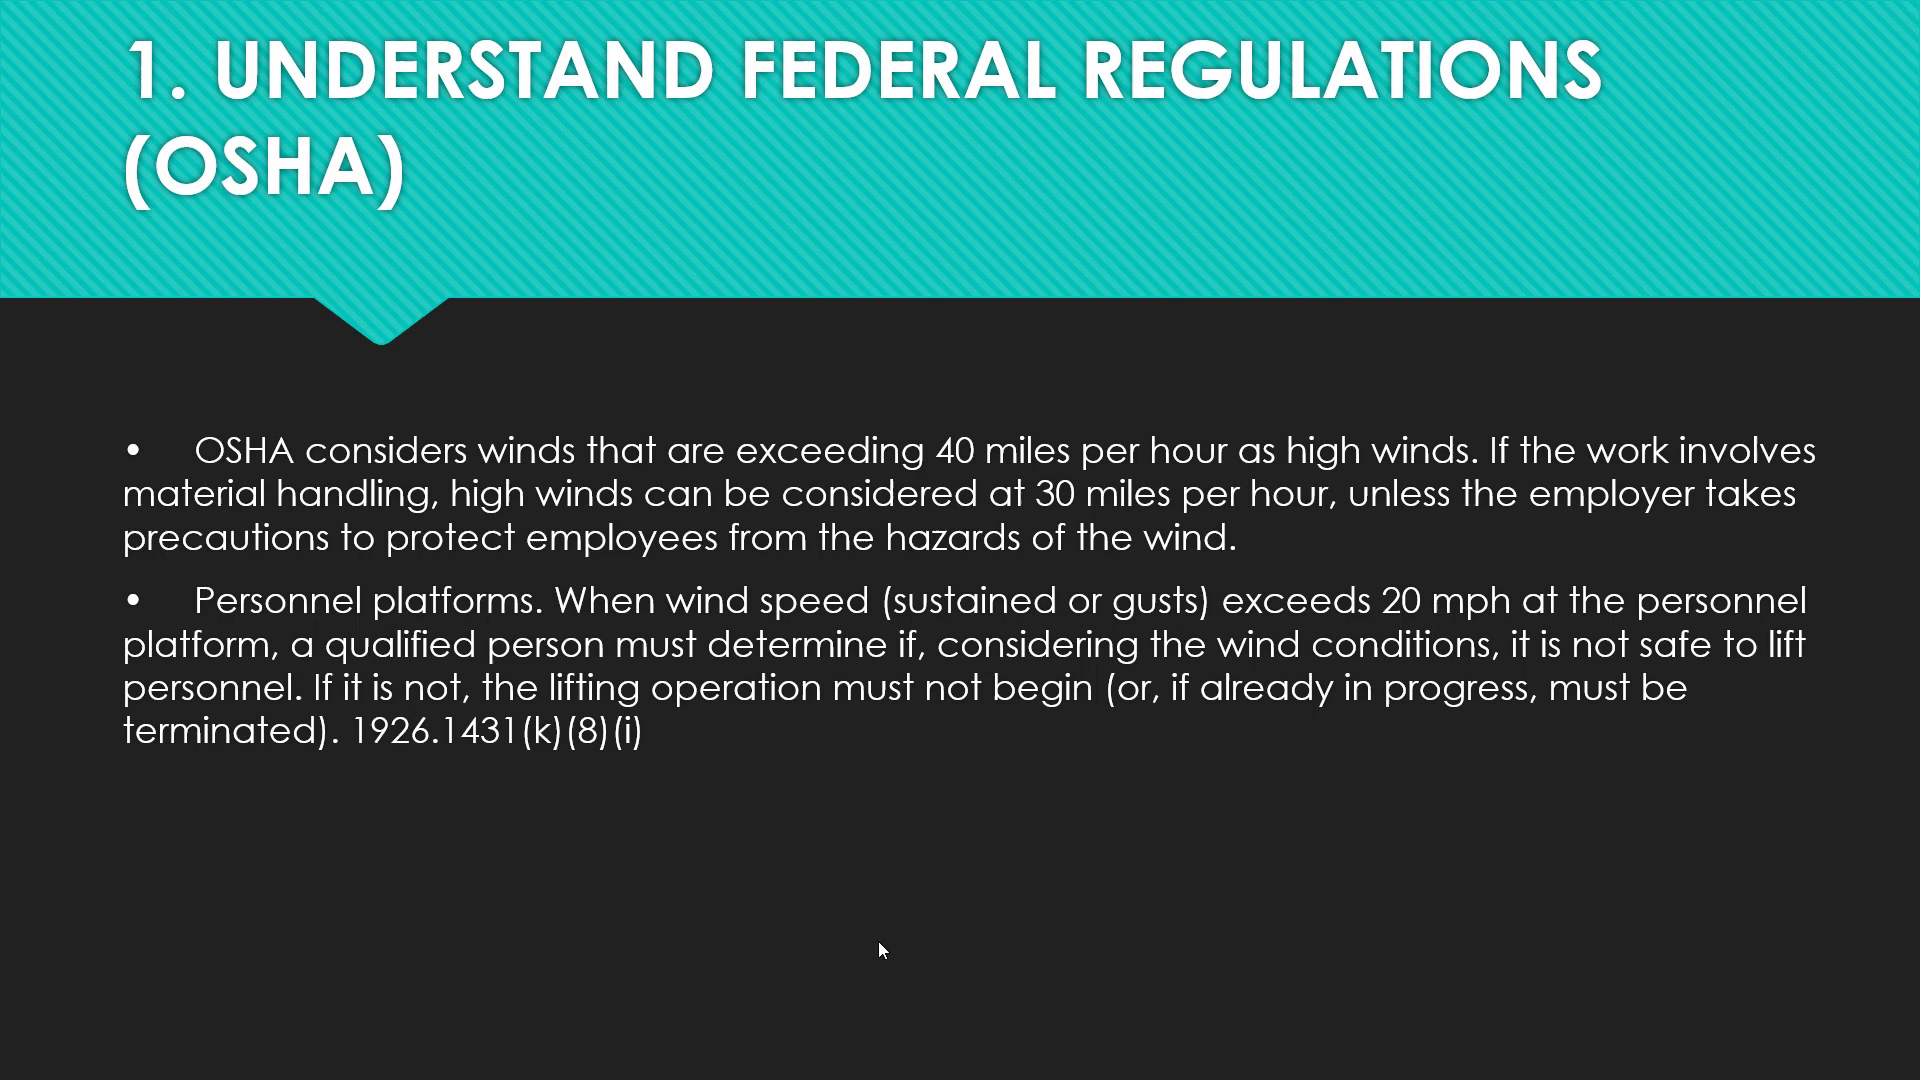 1. UNDERSTAND FEDERAL REGULATIONS
(OSHA)
• OSHA considers winds that are exceeding 40 miles per hour as high winds. If the work involves
material handling, high winds can be considered at 30 miles per hour, unless the employer takes
precautions to protect employees from the hazards of the wind.
• Personnel platforms. When wind speed (sustained or gusts) exceeds 20 mph at the personnel
platform, a qualified person must determine if, considering the wind conditions, it is not safe to lift
personnel. If it is not, the lifting operation must not begin (or, if already in progress, must be
terminated). 1926.1431(k)(8)(i)